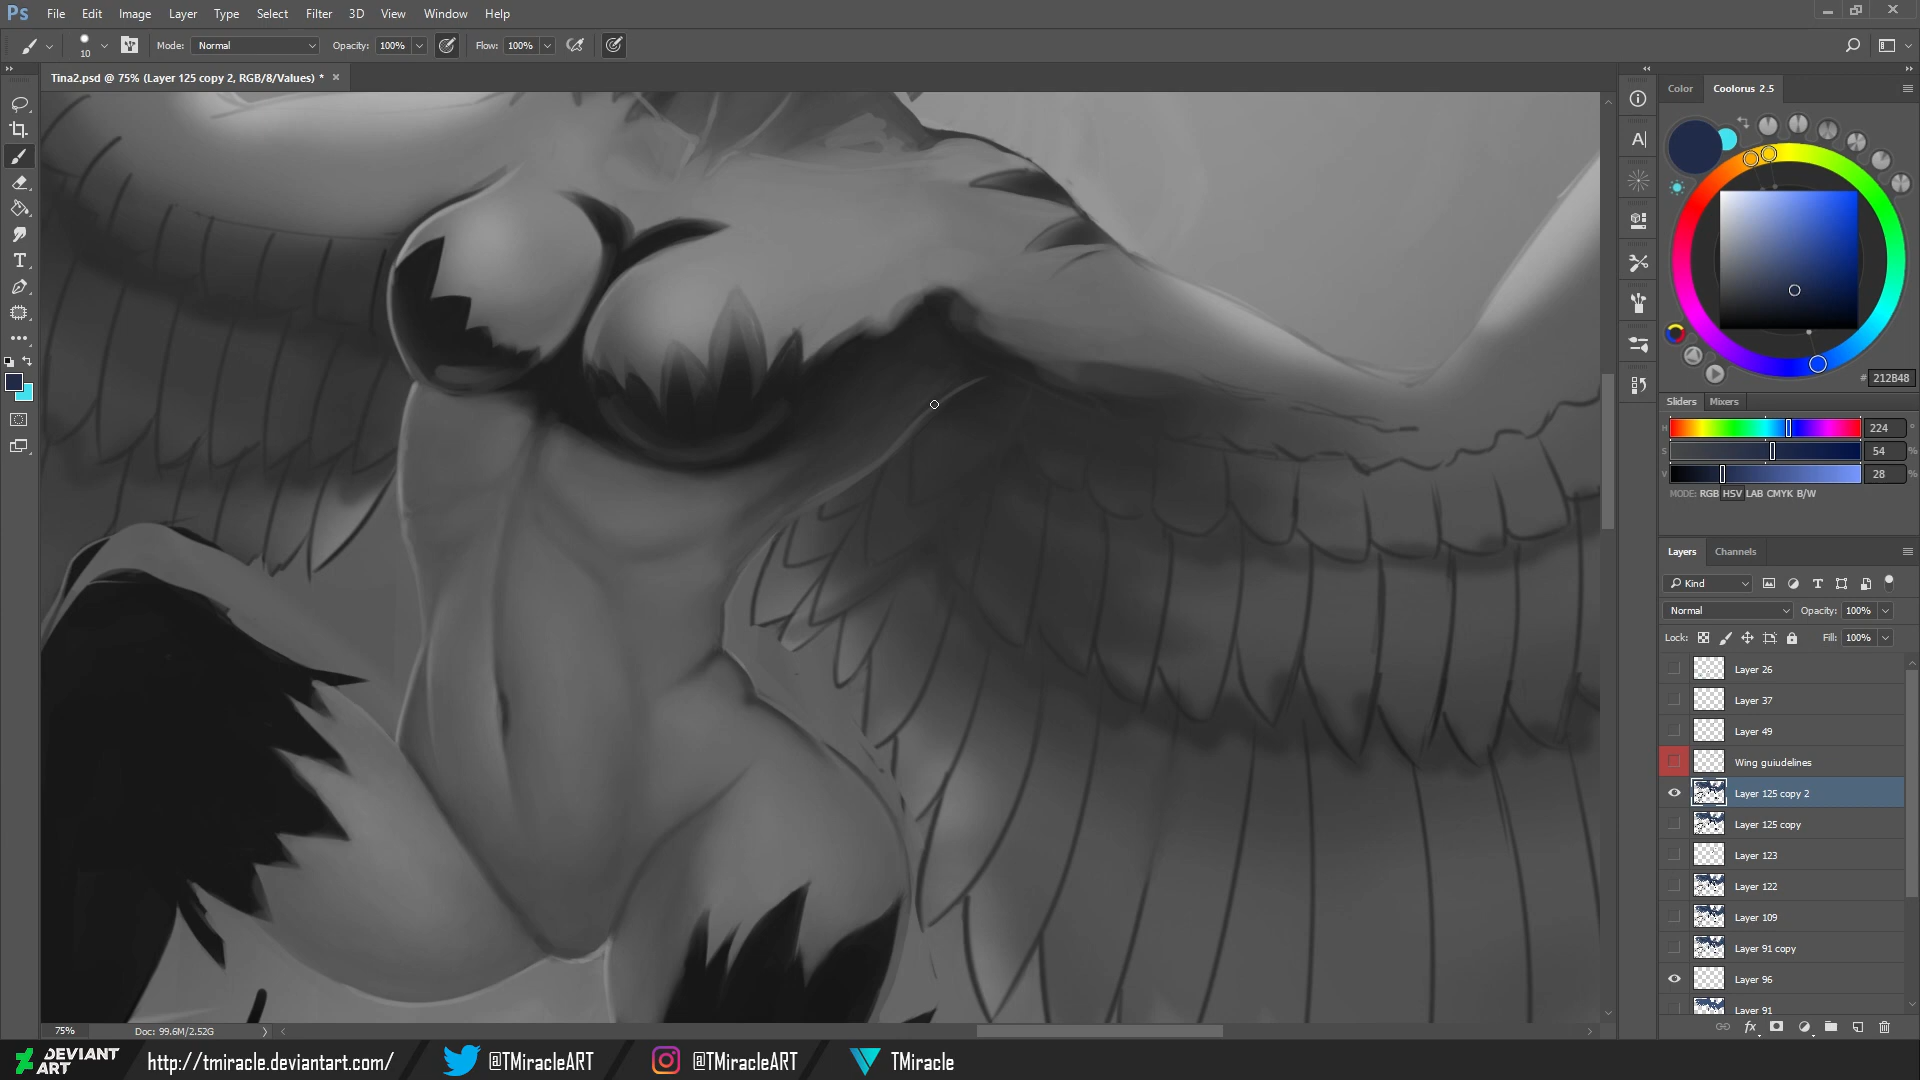 Ps File Edit Image Layer Type Select Filter 3D View Window Help
10 Mode: Normal Opacity: 100% Flow: 100%
Tina2.psd @ 75% (Layer 125 copy 2, RGB/8/Values) * ×
Color Coolorus 2.5
# 212B48
Sliders Mixers
H 224 °
S 54 %
V 28 %
MODE: RGB HSV LAB CMYK B/W
Layers Channels
Kind
Normal Opacity: 100%
Lock: Fill: 100%
Layer 26
Layer 37
Layer 49
Wing guiudelines
Layer 125 copy 2
Layer 125 copy
Layer 123
Layer 122
Layer 109
Layer 91 copy
Layer 96
Layer 91
75% Doc: 99.6M/2.52G
DEVIANT ART http://tmiracle.deviantart.com/ @TMiracleART @TMiracleART TMiracle